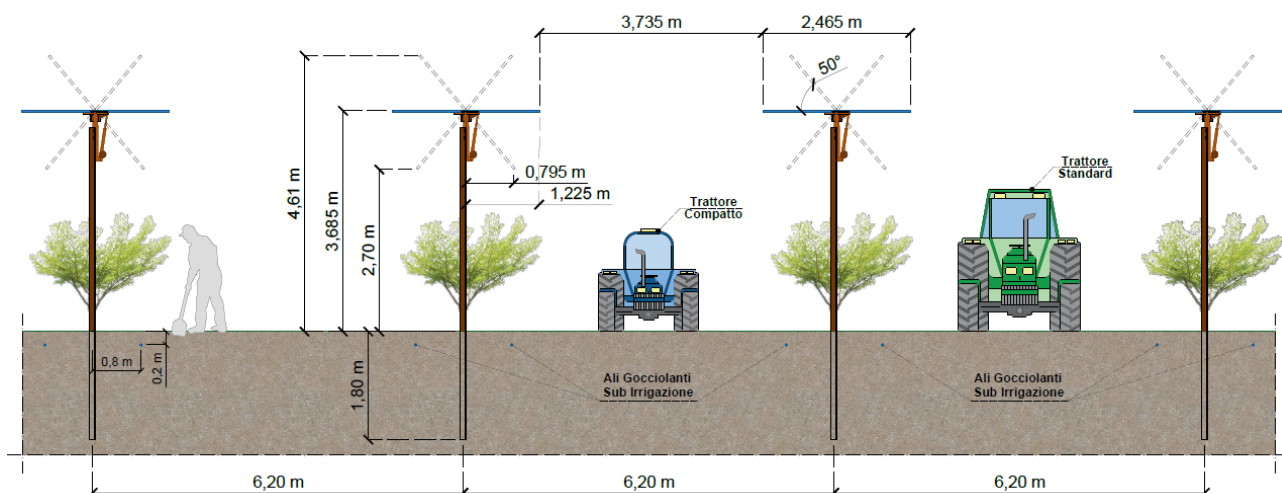 3,735 m
2,465 m
50°
4,61 m
3,685 m
2,70 m
0,795 m
1,225 m
Trattore
Compatto
Trattore
Standard
0,8 m
0,2 m
1,80 m
Ali Gocciolanti
Sub Irrigazione
Ali Gocciolanti
Sub Irrigazione
6,20 m
6,20 m
6,20 m